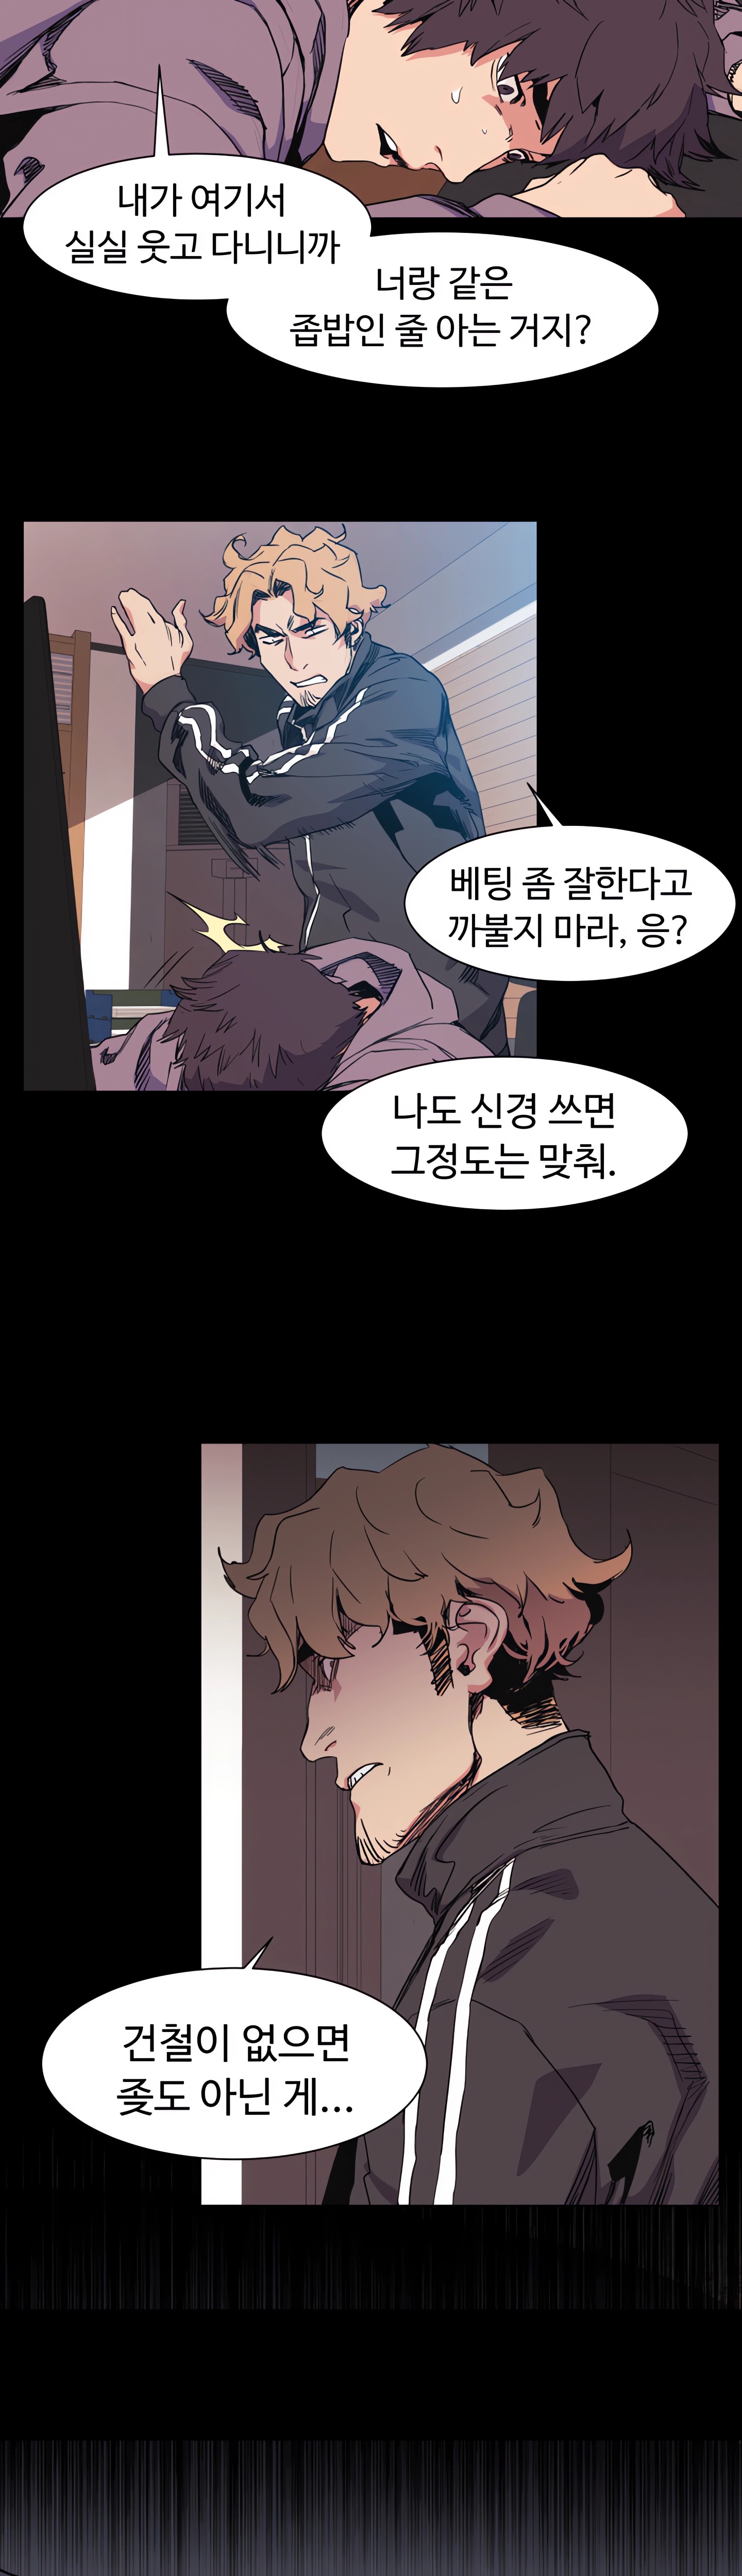 내가 여기서
실실 웃고 다니니까
너랑 같은
좁밥인 줄 아는 거지?
베팅 좀 잘한다고
까불지 마라, 응?
나도 신경 쓰면
그정도는 맞춰.
건철이 없으면
좆도 아닌 게...